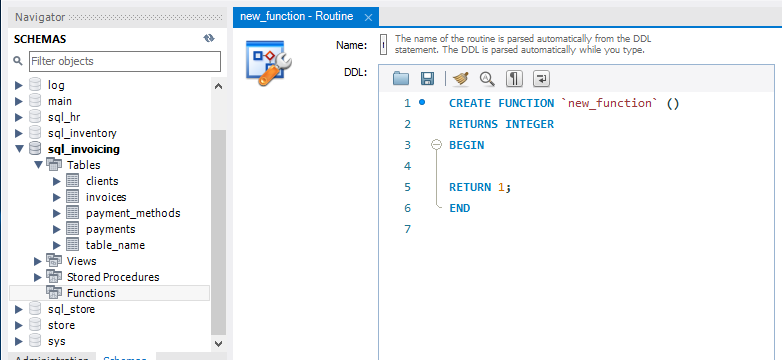 Navigator
SCHEMAS
Filter objects
log
main
sql_hr
sql_inventory
sql_invoicing
Tables
clients
invoices
payment_methods
payments
table_name
Views
Stored Procedures
Functions
sql_store
store
sys
new_function - Routine
Name:
The name of the routine is parsed automatically from the DDL
statement. The DDL is parsed automatically while you type.
DDL:
1 CREATE FUNCTION `new_function` ()
2 RETURNS INTEGER
3 BEGIN
4
5 RETURN 1;
6 END
7
Administration Schemas